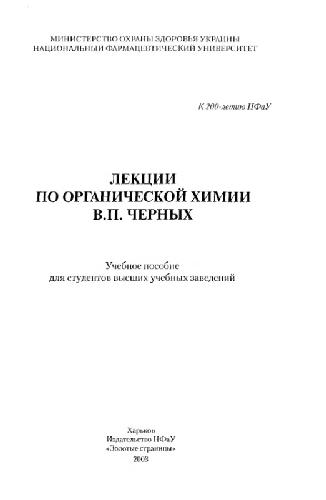 МИНИСТЕРСТВО ОХРАНЫ ЗДОРОВЬЯ УКРАИНЫ
НАЦИОНАЛЬНЫЙ ФАРМАЦЕВТИЧЕСКИЙ УНИВЕРСИТЕТ
К 200-летию НФаУ
ЛЕКЦИИ
ПО ОРГАНИЧЕСКОЙ ХИМИИ
В.П. ЧЕРНЫХ
Учебное пособие
для студентов высших учебных заведений
Харьков
Издательство НФаУ
«Золотые страницы»
2003